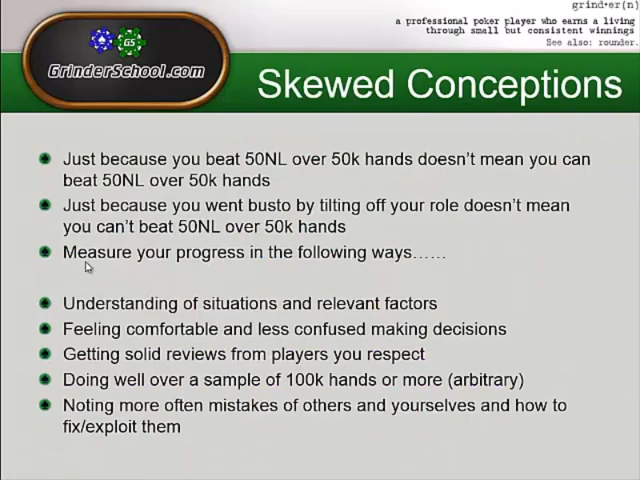 grind•er(n)
a professional poker player who earns a living
through small but consistent winnings
See also: rounder.
GS
GrinderSchool.com
Skewed Conceptions
Just because you beat 50NL over 50k hands doesn't mean you can
beat 50NL over 50k hands
Just because you went busto by tilting off your role doesn't mean
you can't beat 50NL over 50k hands
Measure your progress in the following ways……
Understanding of situations and relevant factors
Feeling comfortable and less confused making decisions
Getting solid reviews from players you respect
Doing well over a sample of 100k hands or more (arbitrary)
Noting more often mistakes of others and yourselves and how to
fix/exploit them